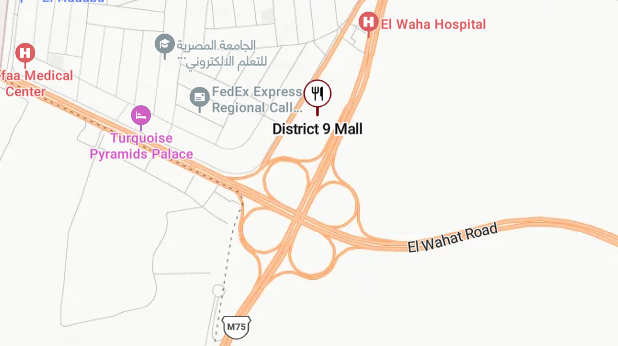 El Waha Hospital
الجامعة المصرية
للتعلم الالكتروني...
faa Medical
Center
FedEx Express
Regional Call...
District 9 Mall
Turquoise
Pyramids Palace
El Wahat Road
M75